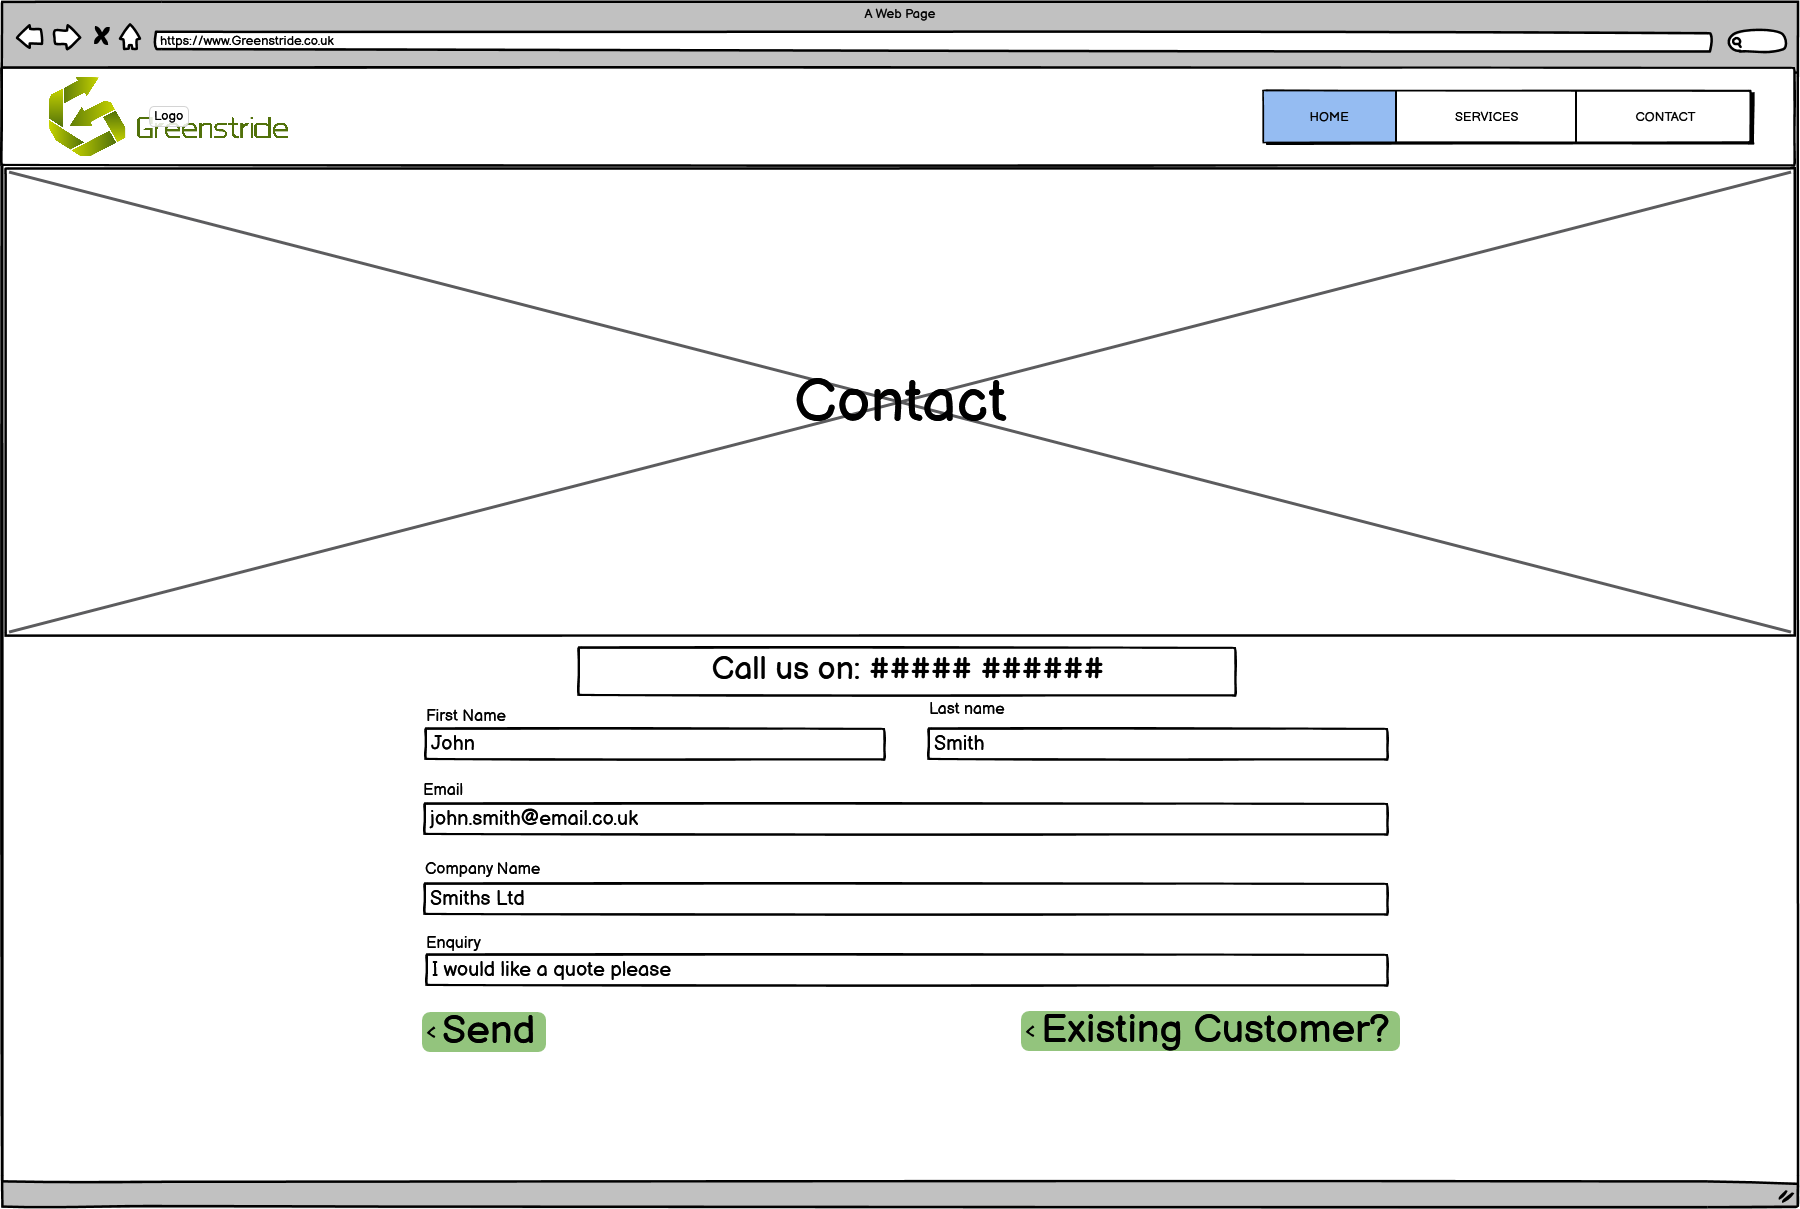 A Web Page
https://www.Greenstride.co.uk
Logo
Greenstride
HOME SERVICES CONTACT
Contact
Call us on: ##### ######
First Name
Last name
John
Smith
Email
john.smith@email.co.uk
Company Name
Smiths Ltd
Enquiry
I would like a quote please
< Send
< Existing Customer?